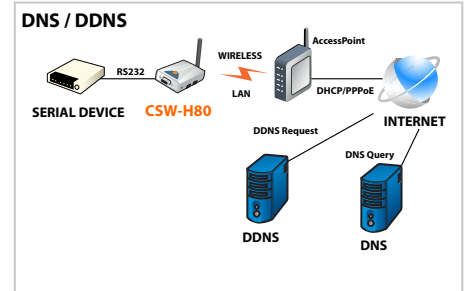 DNS / DDNS
AccessPoint
WIRELESS
RS232
LAN
DHCP/PPPoE
SERIAL DEVICE
CSW-H80
INTERNET
DDNS Request
DNS Query
DDNS
DNS